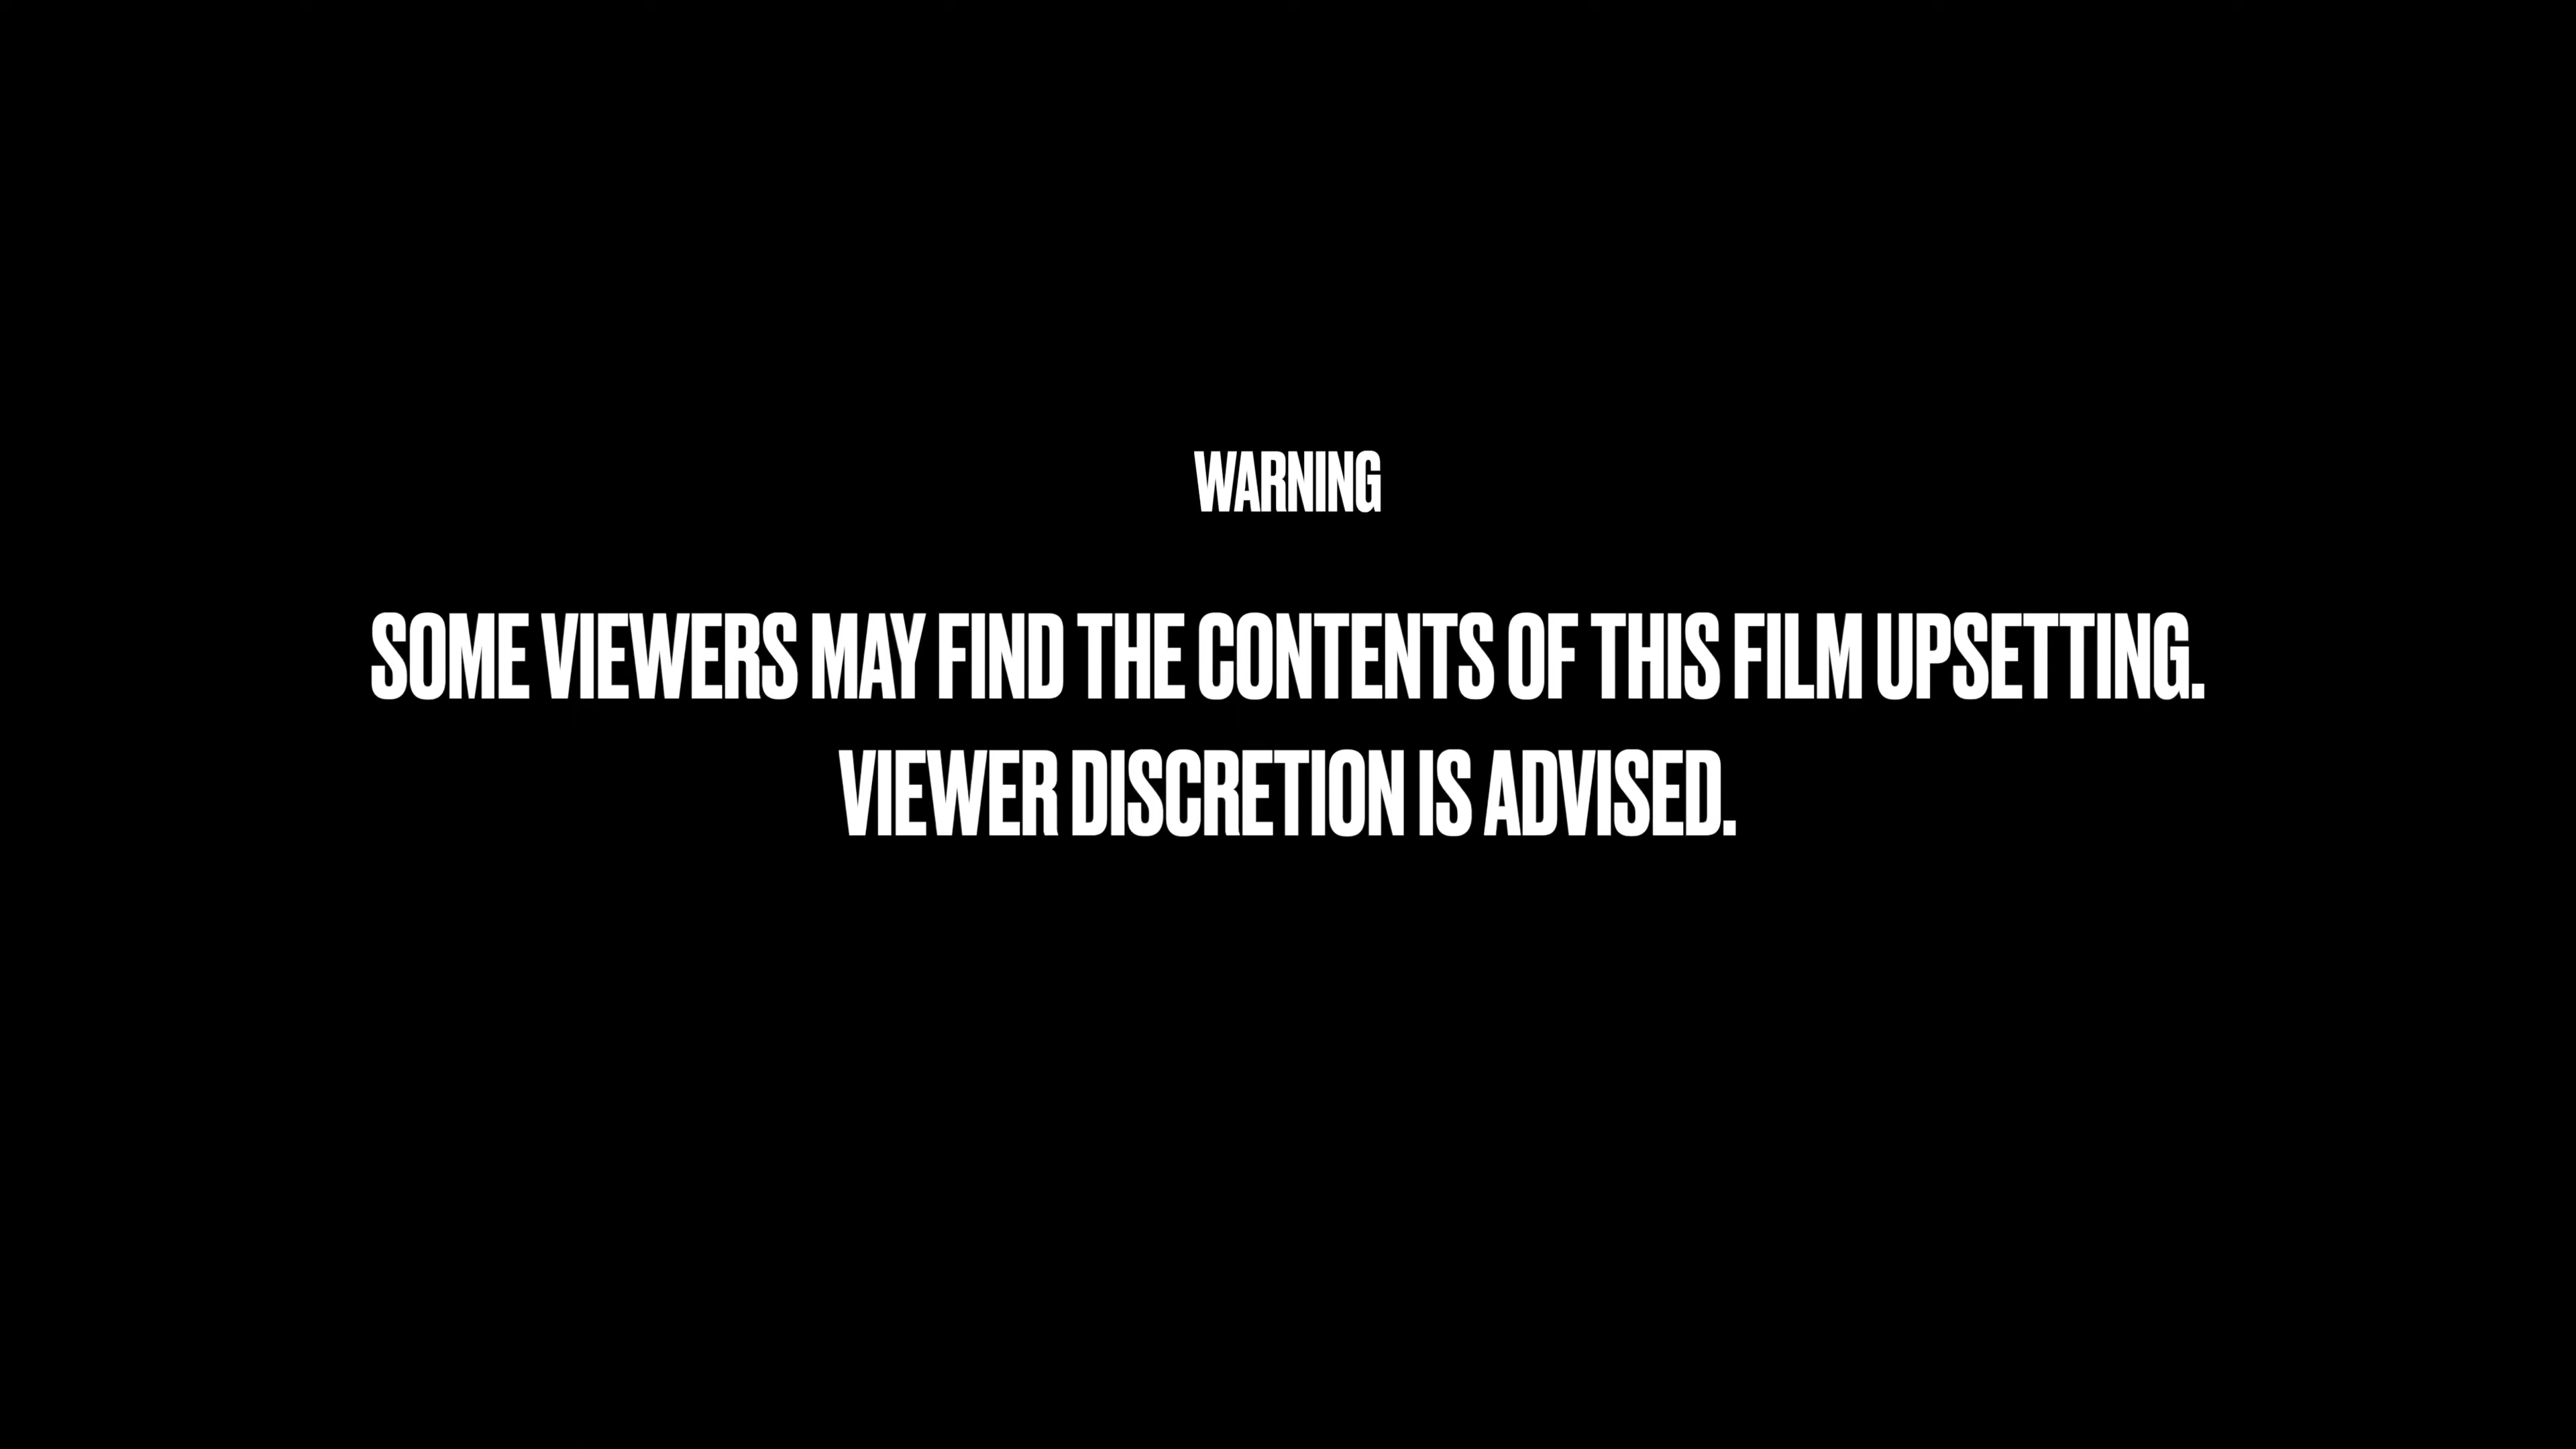 WARNING
SOME VIEWERS MAY FIND THE CONTENTS OF THIS FILM UPSETTING.
VIEWER DISCRETION IS ADVISED.